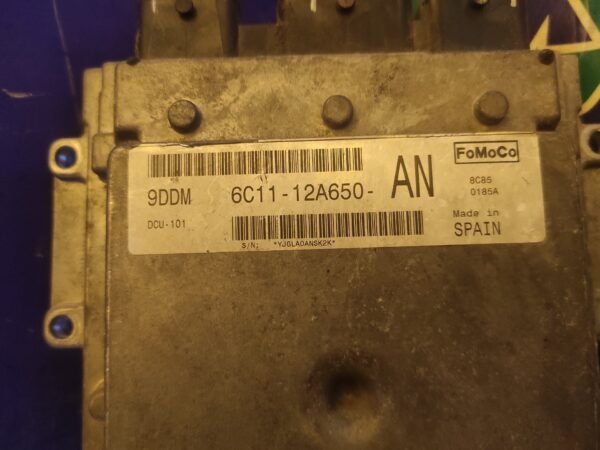 FoMoCo
9DDM 6C11-12A650- AN
8C85
0185A
DCU-101
Made in
SPAIN
S/N; *YJGLA0ANSK2K*